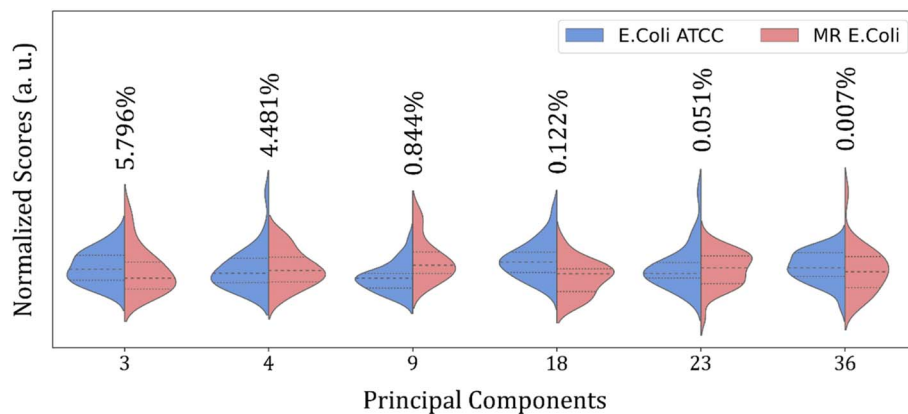 E.Coli ATCC
MR E.Coli
Normalized Scores (a. u.)
5.796%
4.481%
0.844%
0.122%
0.051%
0.007%
3 4 9 18 23 36
Principal Components